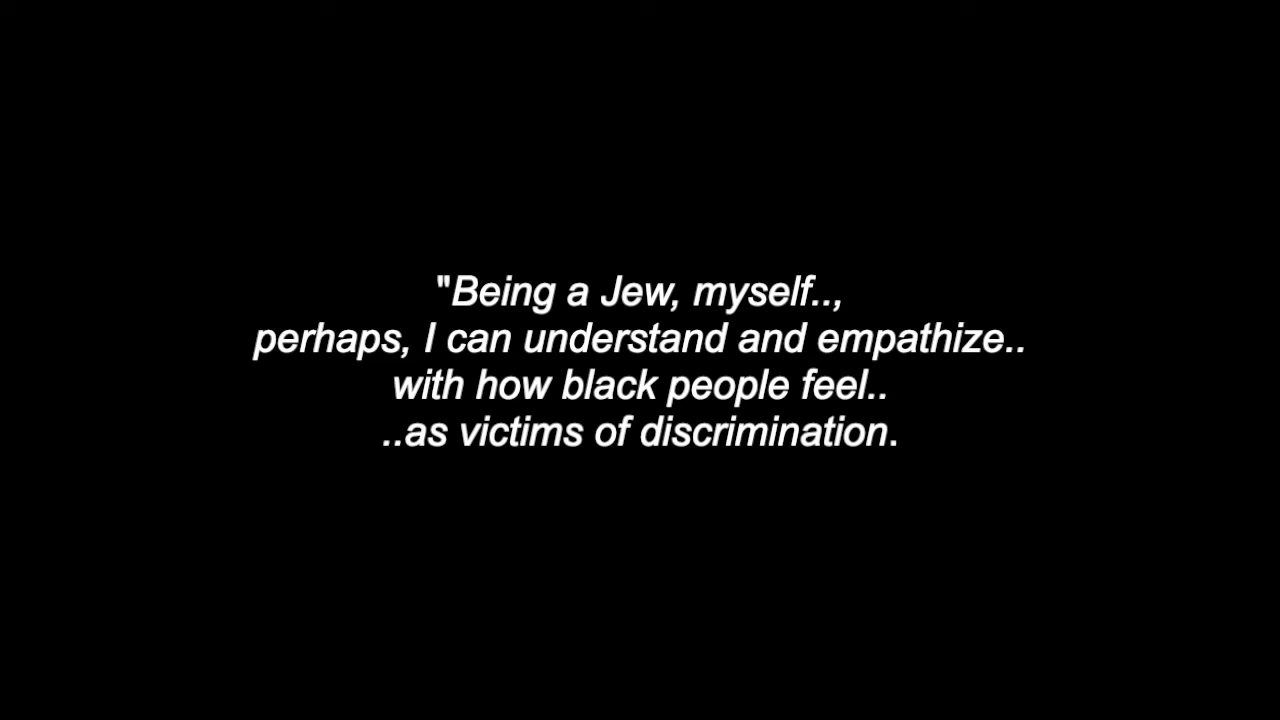 "Being a Jew, myself..,
perhaps, I can understand and empathize..
with how black people feel..
..as victims of discrimination.